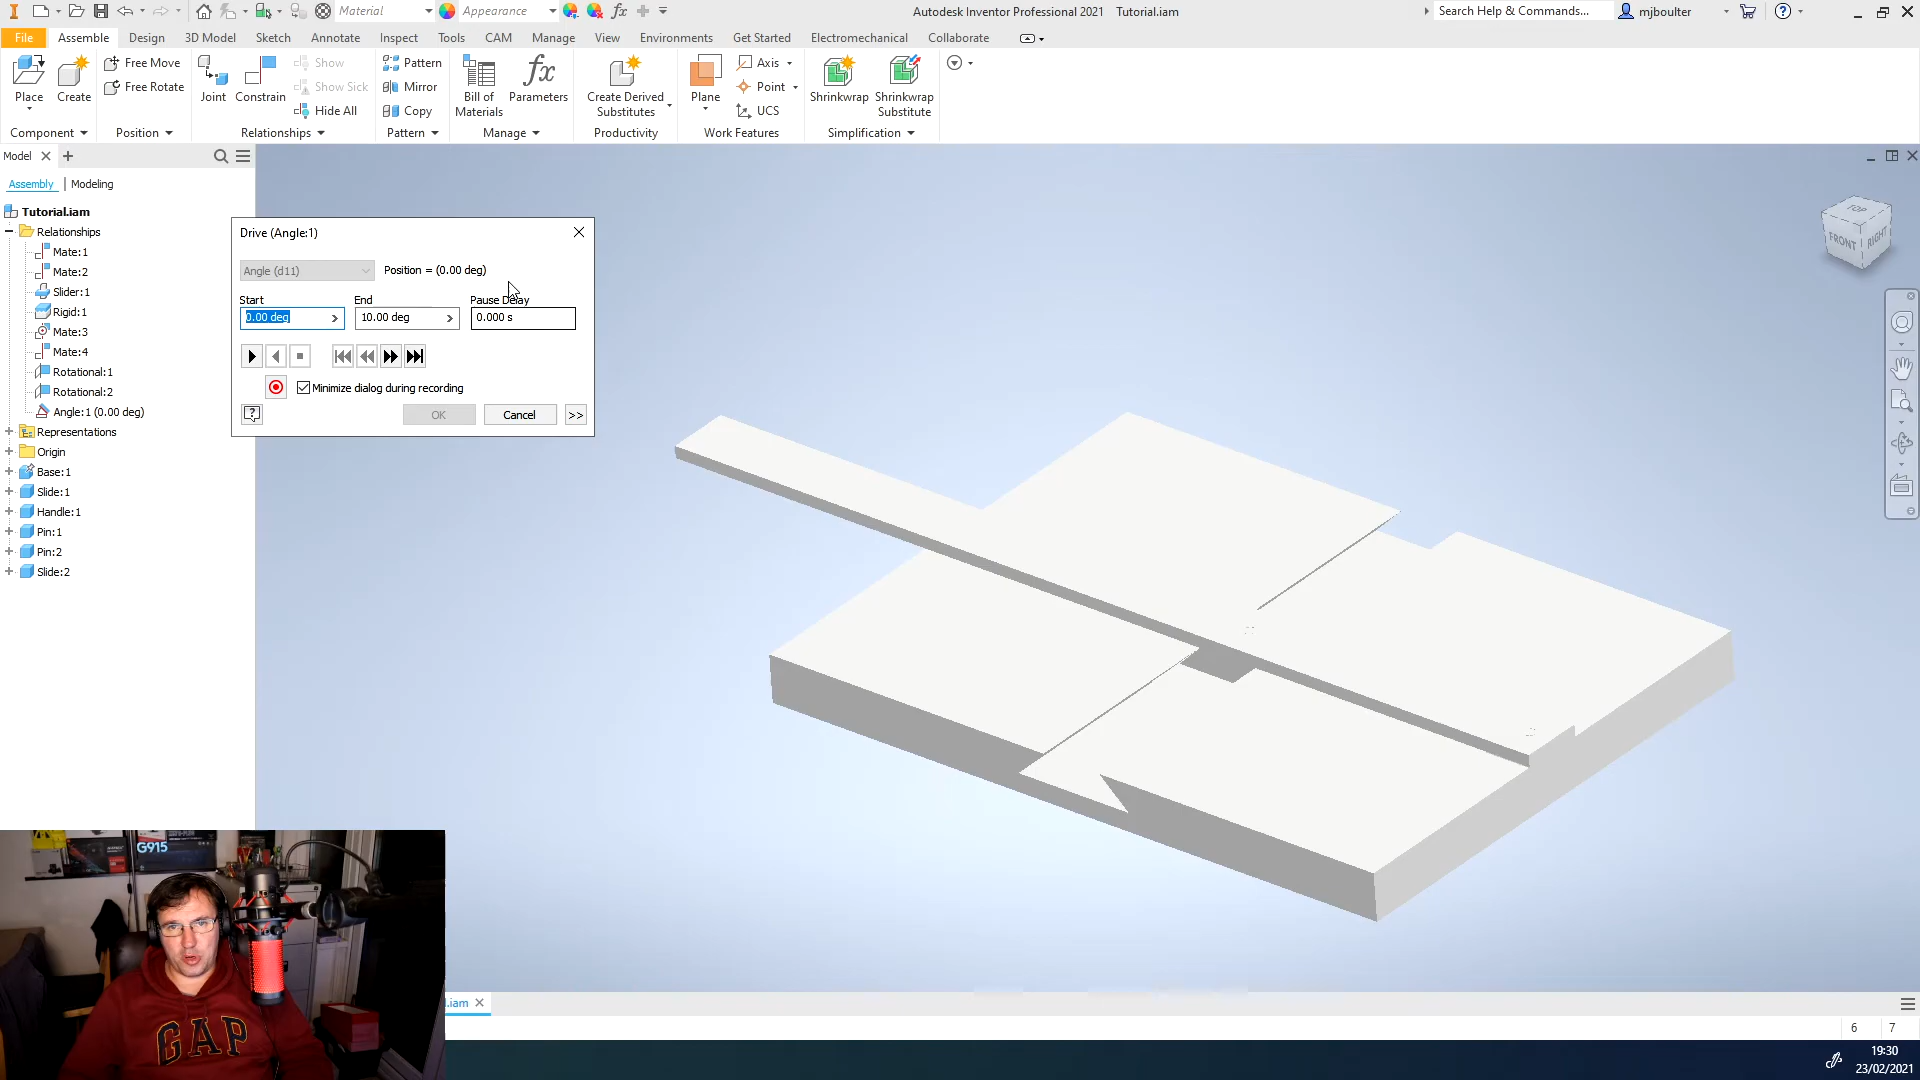 Material
Appearance
Autodesk Inventor Professional 2021 Tutorial.iam
Search Help & Commands...
mjboulter
File Assemble Design 3D Model Sketch Annotate Inspect Tools CAM Manage View Environments Get Started Electromechanical Collaborate
Place
Create
Free Move
Free Rotate
Joint
Constrain
Show
Show Sick
Hide All
Pattern
Mirror
Copy
Bill of
Materials
fx
Parameters
Create Derived
Substitutes
Plane
Axis
Point
UCS
Shrinkwrap
Shrinkwrap
Substitute
Component Position Relationships Pattern Manage Productivity Work Features Simplification
Model
Assembly Modeling
Tutorial.iam
Relationships
Mate:1
Mate:2
Slider:1
Rigid:1
Mate:3
Mate:4
Rotational:1
Rotational:2
Angle:1 (0.00 deg)
Representations
Origin
Base:1
Slide:1
Handle:1
Pin:1
Pin:2
Slide:2
Drive (Angle:1)
Angle (d11) Position = (0.00 deg)
Start End Pause Delay
0.00 deg 10.00 deg 0.000 s
Minimize dialog during recording
OK Cancel >>
TOP
FRONT RIGHT
G915
GAP
.iam
6 7
19:30
23/02/2021